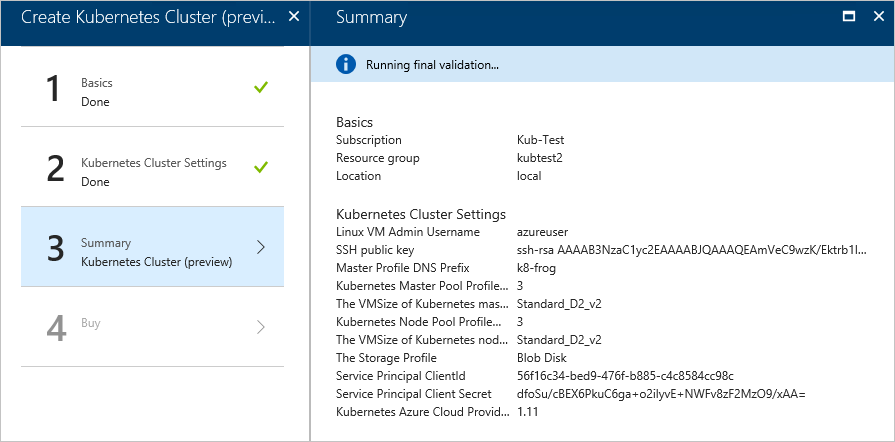 Create Kubernetes Cluster (previ...
Summary
1
Basics
Done
2
Kubernetes Cluster Settings
Done
3
Summary
Kubernetes Cluster (preview)
4
Buy
Running final validation...
Basics
Subscription Kub-Test
Resource group kubtest2
Location local
Kubernetes Cluster Settings
Linux VM Admin Username azureuser
SSH public key ssh-rsa AAAAB3NzaC1yc2EAAAABJQAAAQEAmVeC9wzK/Ektrb1I...
Master Profile DNS Prefix k8-frog
Kubernetes Master Pool Profile... 3
The VMSize of Kubernetes mas... Standard_D2_v2
Kubernetes Node Pool Profile... 3
The VMSize of Kubernetes nod... Standard_D2_v2
The Storage Profile Blob Disk
Service Principal ClientId 56f16c34-bed9-476f-b885-c4c8584cc98c
Service Principal Client Secret dfoSu/cBEX6PkuC6ga+o2ilyvE+NWFv8zF2MzO9/xAA=
Kubernetes Azure Cloud Provid... 1.11